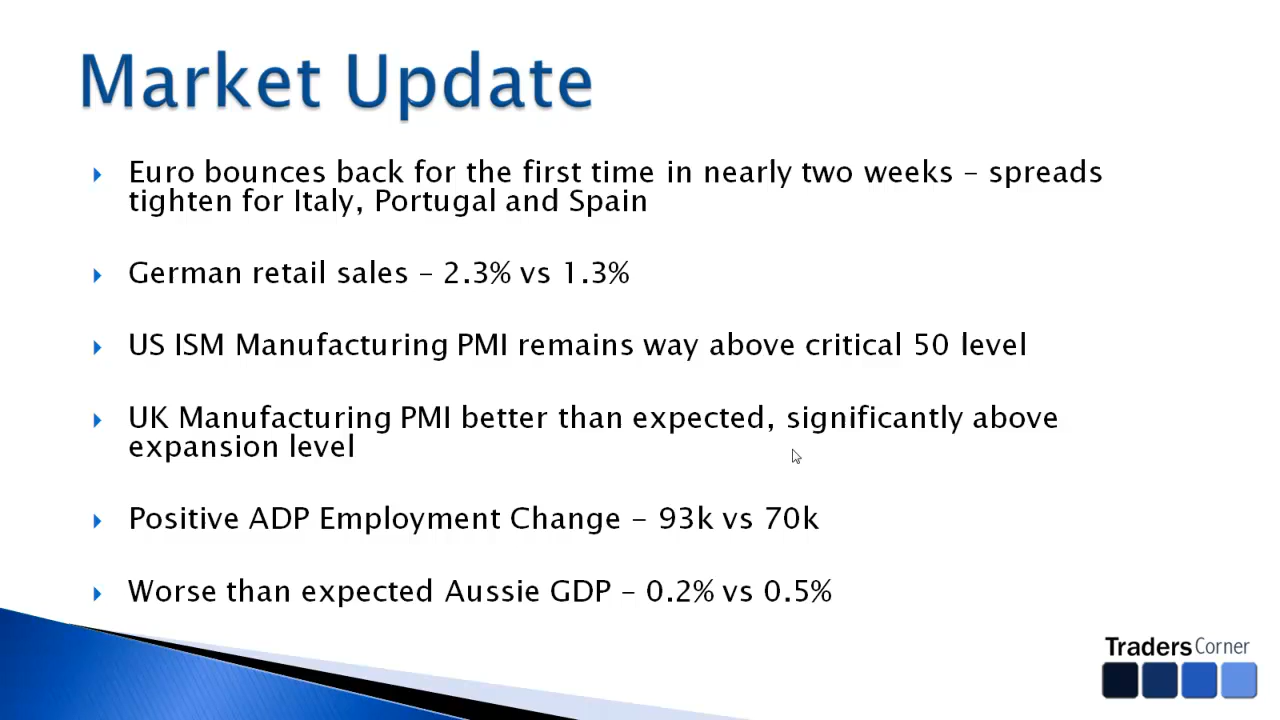 Market Update
Euro bounces back for the first time in nearly two weeks – spreads
tighten for Italy, Portugal and Spain
German retail sales – 2.3% vs 1.3%
US ISM Manufacturing PMI remains way above critical 50 level
UK Manufacturing PMI better than expected, significantly above
expansion level
Positive ADP Employment Change – 93k vs 70k
Worse than expected Aussie GDP – 0.2% vs 0.5%
Traders Corner